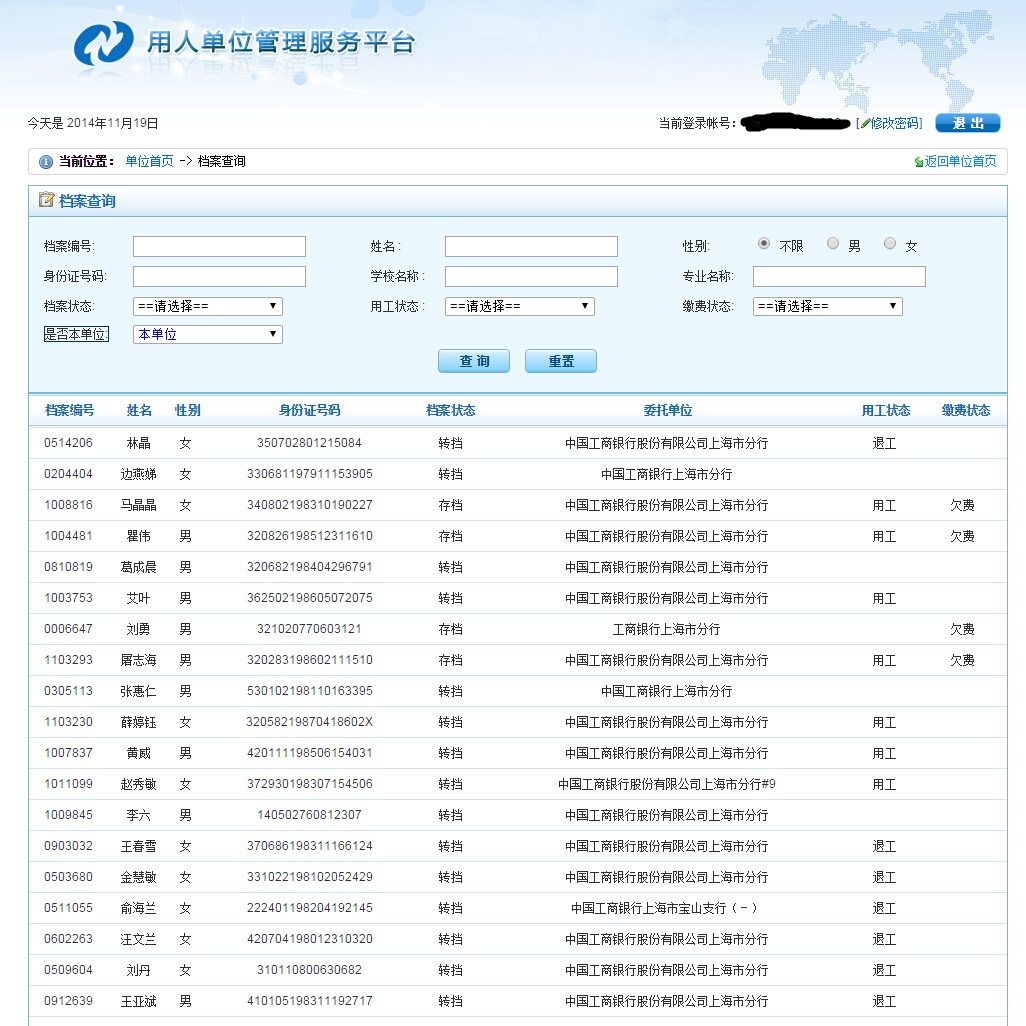 用人单位管理服务平台
今天是 2014年11月19日 当前登录帐号： [修改密码] 退 出
当前位置： 单位首页 -> 档案查询 返回单位首页
档案查询
档案编号: 姓名 : 性别: 不限 男 女
身份证号码: 学校名称 : 专业名称:
档案状态: ==请选择== 用工状态 : ==请选择== 缴费状态: ==请选择==
是否本单位: 本单位
查 询 重置
档案编号 姓名 性别 身份证号码 档案状态 委托单位 用工状态 缴费状态
0514206 林晶 女 350702801215084 转挡 中国工商银行股份有限公司上海市分行 退工
0204404 边燕娣 女 330681197911153905 转挡 中国工商银行上海市分行
1008816 马晶晶 女 340802198310190227 存档 中国工商银行股份有限公司上海市分行 用工 欠费
1004481 瞿伟 男 320826198512311610 存档 中国工商银行股份有限公司上海市分行 用工 欠费
0810819 葛成晨 男 320682198404296791 转挡 中国工商银行股份有限公司上海市分行
1003753 艾叶 男 362502198605072075 转挡 中国工商银行股份有限公司上海市分行 用工
0006647 刘勇 男 321020770603121 存档 工商银行上海市分行 欠费
1103293 屠志海 男 320283198602111510 存档 中国工商银行股份有限公司上海市分行 用工 欠费
0305113 张惠仁 男 530102198110163395 转挡 中国工商银行上海市分行
1103230 薛婷钰 女 32058219870418602X 转挡 中国工商银行股份有限公司上海市分行 用工
1007837 黄威 男 420111198506154031 转挡 中国工商银行股份有限公司上海市分行 用工
1011099 赵秀敏 女 372930198307154506 转挡 中国工商银行股份有限公司上海市分行#9 用工
1009845 李六 男 140502760812307 转挡 中国工商银行股份有限公司上海市分行
0903032 王春雪 女 370686198311166124 转挡 中国工商银行股份有限公司上海市分行 退工
0503680 金慧敏 女 331022198102052429 转挡 中国工商银行股份有限公司上海市分行 退工
0511055 俞海兰 女 222401198204192145 转挡 中国工商银行上海市宝山支行（－） 退工
0602263 汪文兰 女 420704198012310320 转挡 中国工商银行股份有限公司上海市分行 退工
0509604 刘丹 女 310110800630682 转挡 中国工商银行股份有限公司上海市分行 退工
0912639 王亚斌 男 410105198311192717 转挡 中国工商银行股份有限公司上海市分行 退工